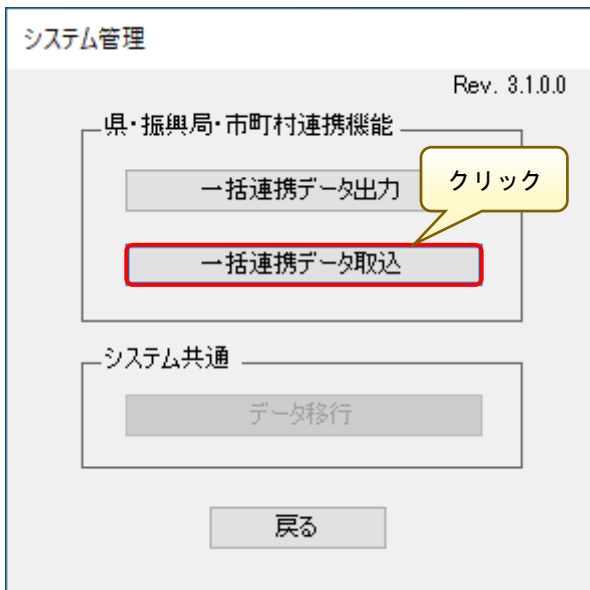 システム管理
Rev. 3.1.0.0
県・振興局・市町村連携機能
クリック
一括連携データ出力
一括連携データ取込
システム共通
データ移行
戻る